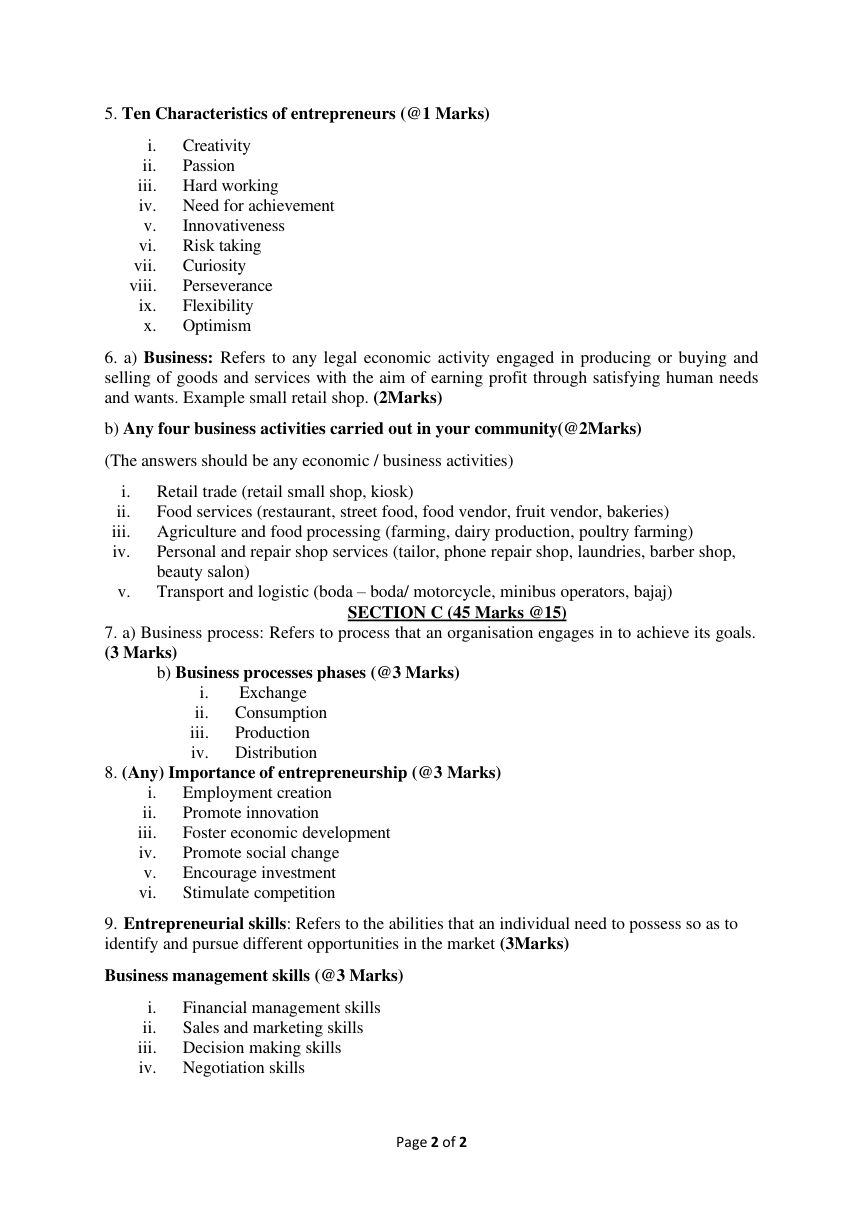 5. Ten Characteristics of entrepreneurs (@1 Marks)
i. Creativity
ii. Passion
iii. Hard working
iv. Need for achievement
v. Innovativeness
vi. Risk taking
vii. Curiosity
viii. Perseverance
ix. Flexibility
x. Optimism
6. a) Business: Refers to any legal economic activity engaged in producing or buying and
selling of goods and services with the aim of earning profit through satisfying human needs
and wants. Example small retail shop. (2Marks)
b) Any four business activities carried out in your community(@2Marks)
(The answers should be any economic / business activities)
i. Retail trade (retail small shop, kiosk)
ii. Food services (restaurant, street food, food vendor, fruit vendor, bakeries)
iii. Agriculture and food processing (farming, dairy production, poultry farming)
iv. Personal and repair shop services (tailor, phone repair shop, laundries, barber shop,
beauty salon)
v. Transport and logistic (boda – boda/ motorcycle, minibus operators, bajaj)
SECTION C (45 Marks @15)
7. a) Business process: Refers to process that an organisation engages in to achieve its goals.
(3 Marks)
b) Business processes phases (@3 Marks)
i. Exchange
ii. Consumption
iii. Production
iv. Distribution
8. (Any) Importance of entrepreneurship (@3 Marks)
i. Employment creation
ii. Promote innovation
iii. Foster economic development
iv. Promote social change
v. Encourage investment
vi. Stimulate competition
9. Entrepreneurial skills: Refers to the abilities that an individual need to possess so as to
identify and pursue different opportunities in the market (3Marks)
Business management skills (@3 Marks)
i. Financial management skills
ii. Sales and marketing skills
iii. Decision making skills
iv. Negotiation skills
Page 2 of 2